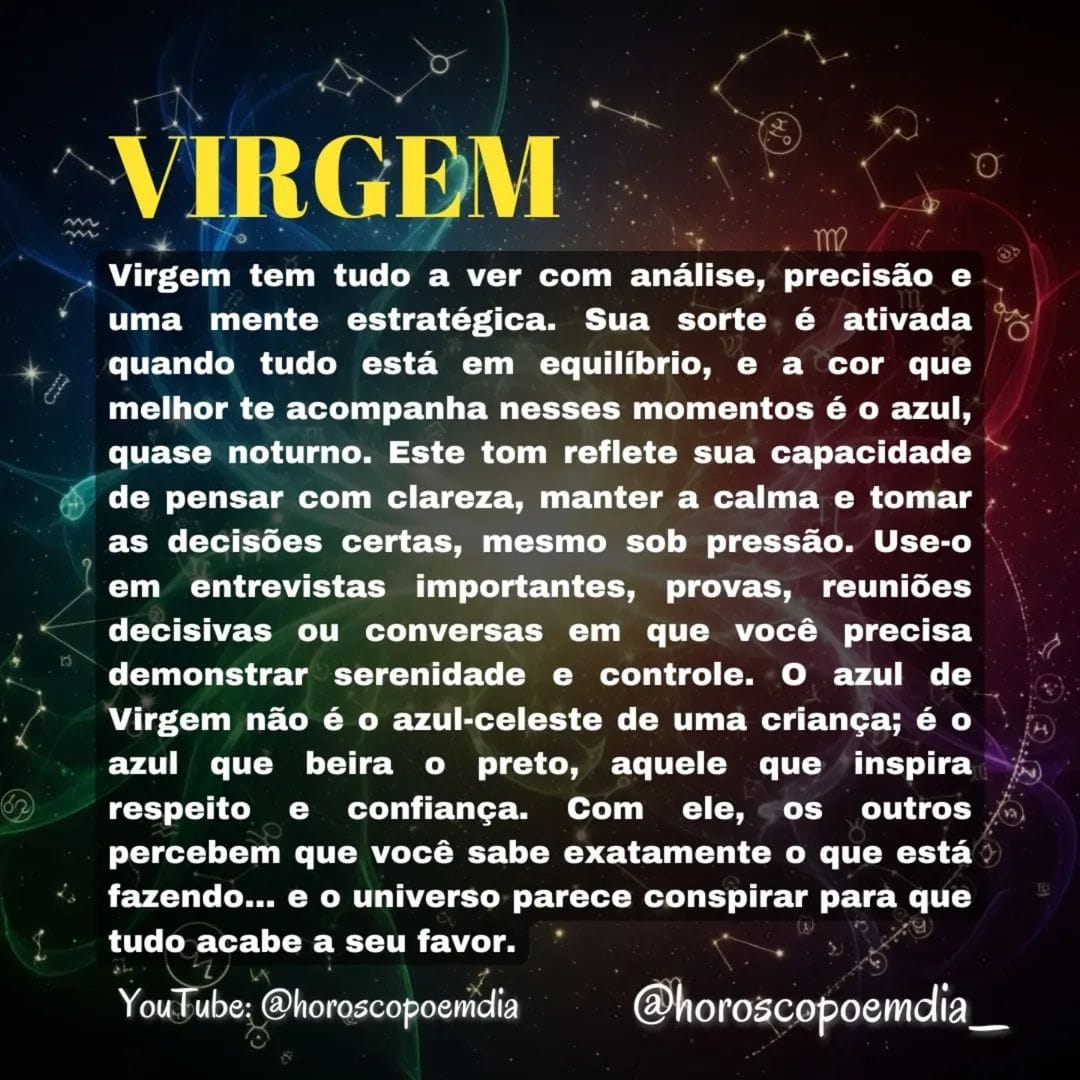 VIRGEM
Virgem tem tudo a ver com análise, precisão e
uma mente estratégica. Sua sorte é ativada
quando tudo está em equilíbrio, e a cor que
melhor te acompanha nesses momentos é o azul,
quase noturno. Este tom reflete sua capacidade
de pensar com clareza, manter a calma e tomar
as decisões certas, mesmo sob pressão. Use-o
em entrevistas importantes, provas, reuniões
decisivas ou conversas em que você precisa
demonstrar serenidade e controle. O azul de
Virgem não é o azul-celeste de uma criança; é o
azul que beira o preto, aquele que inspira
respeito e confiança. Com ele, os outros
percebem que você sabe exatamente o que está
fazendo... e o universo parece conspirar para que
tudo acabe a seu favor.
YouTube: @horoscopoemdia
@horoscopoemdia_